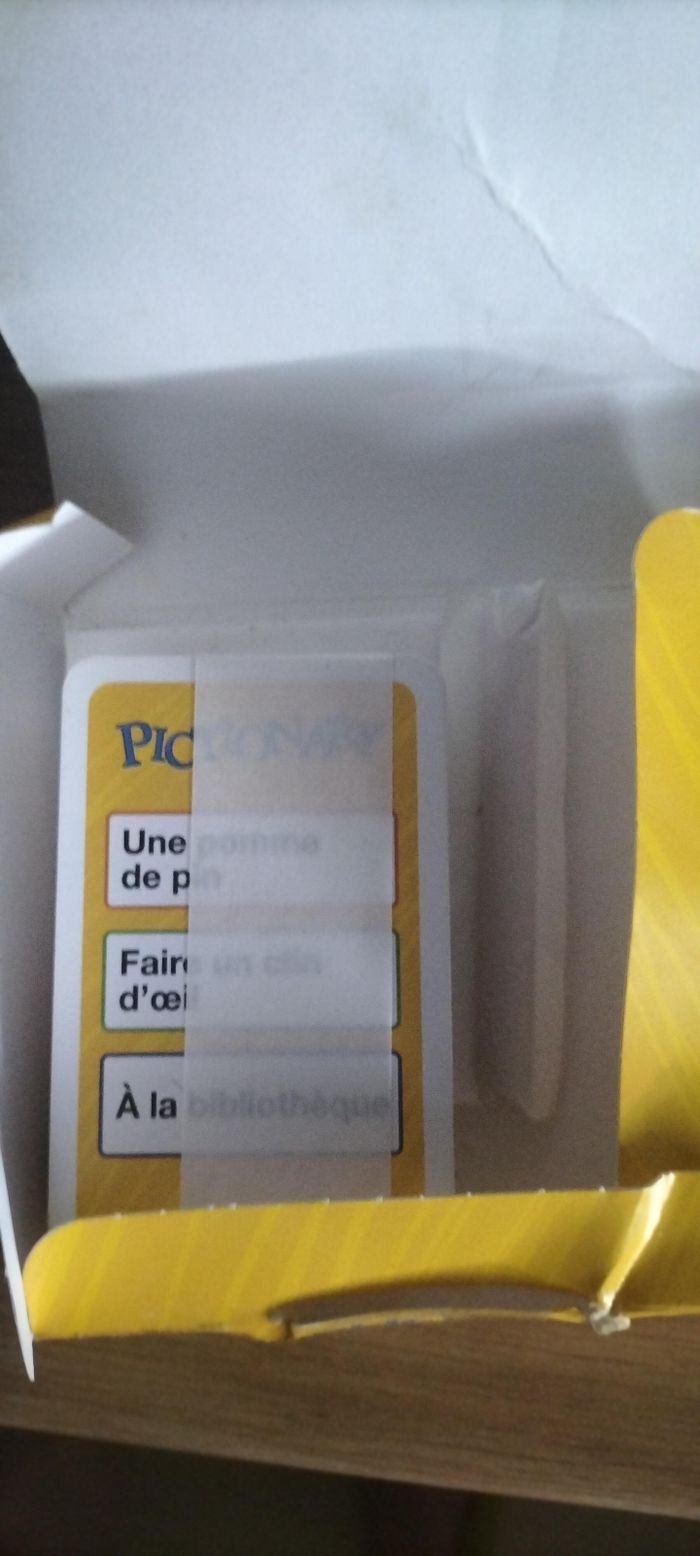 PICTIONARY
Une pomme
de pin
Faire un clin
d'œil
À la bibliothèque